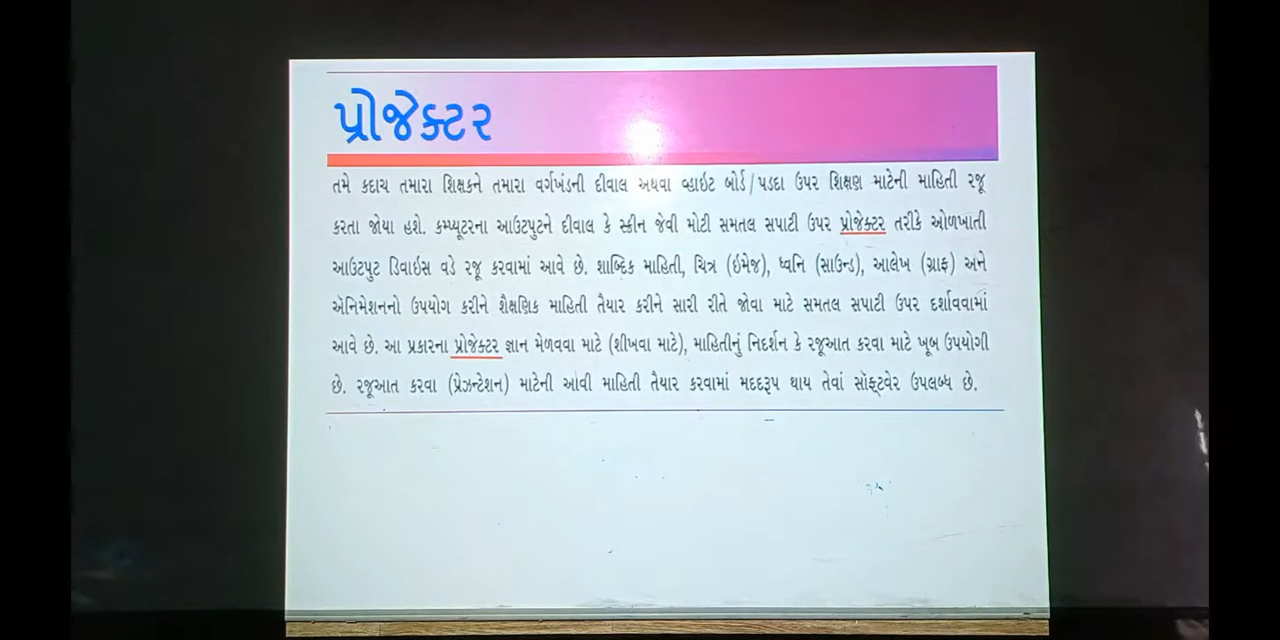 પ્રોજેક્ટર
તમે કદાચ તમારા શિક્ષકને તમારા વર્ગખંડની દીવાલ અથવા વ્હાઇટ બોર્ડ/પડદા ઉપર શિક્ષણ માટેની માહિતી રજૂ
કરતા જોયા હશે. કમ્પ્યૂટરના આઉટપુટને દીવાલ કે સ્ક્રીન જેવી મોટી સમતલ સપાટી ઉપર પ્રોજેક્ટર તરીકે ઓળખાતી
આઉટપુટ ડિવાઇસ વડે રજૂ કરવામાં આવે છે. શાબ્દિક માહિતી, ચિત્ર (ઇમેજ), ધ્વનિ (સાઉન્ડ), આલેખ (ગ્રાફ) અને
ઍનિમેશનનો ઉપયોગ કરીને શૈક્ષણિક માહિતી તૈયાર કરીને સારી રીતે જોવા માટે સમતલ સપાટી ઉપર દર્શાવવામાં
આવે છે. આ પ્રકારના પ્રોજેક્ટર જ્ઞાન મેળવવા માટે (શીખવા માટે), માહિતીનું નિદર્શન કે રજૂઆત કરવા માટે ખૂબ ઉપયોગી
છે. રજૂઆત કરવા (પ્રેઝન્ટેશન) માટેની આવી માહિતી તૈયાર કરવામાં મદદરૂપ થાય તેવાં સૉફ્ટવેર ઉપલબ્ધ છે.